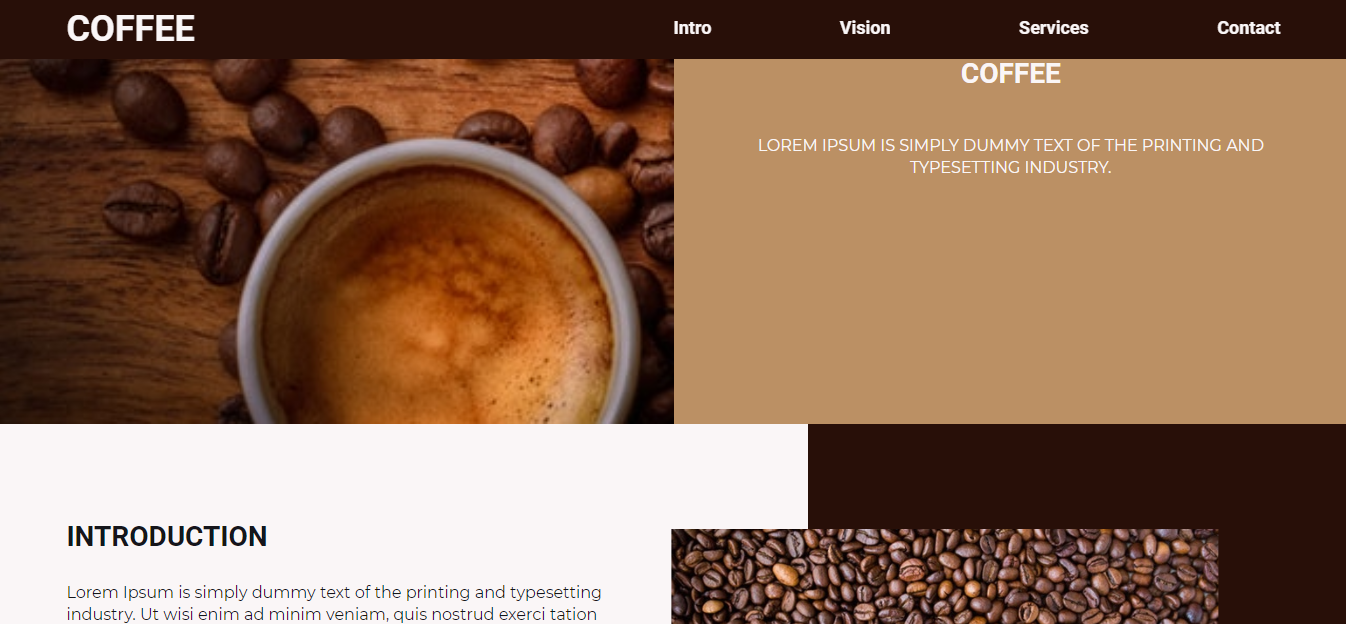 COFFEE
Intro
Vision
Services
Contact
COFFEE
LOREM IPSUM IS SIMPLY DUMMY TEXT OF THE PRINTING AND
TYPESETTING INDUSTRY.
INTRODUCTION
Lorem Ipsum is simply dummy text of the printing and typesetting
industry. Ut wisi enim ad minim veniam, quis nostrud exerci tation